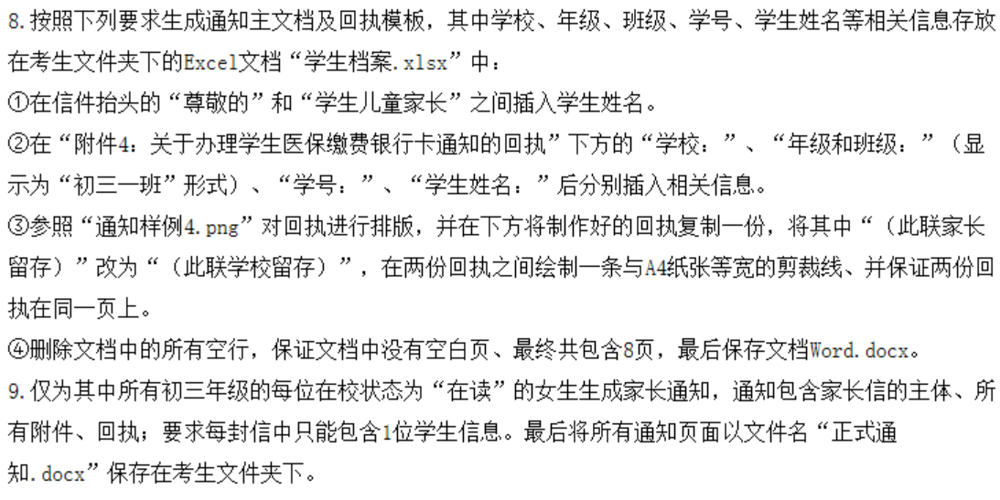 8.按照下列要求生成通知主文档及回执模板，其中学校、年级、班级、学号、学生姓名等相关信息存放
在考生文件夹下的Excel文档“学生档案.xlsx”中：
①在信件抬头的“尊敬的”和“学生儿童家长”之间插入学生姓名。
②在“附件4：关于办理学生医保缴费银行卡通知的回执”下方的“学校：”、“年级和班级：”（显
示为“初三一班”形式）、“学号：”、“学生姓名：”后分别插入相关信息。
③参照“通知样例4.png”对回执进行排版，并在下方将制作好的回执复制一份，将其中“（此联家长
留存）”改为“（此联学校留存）”，在两份回执之间绘制一条与A4纸张等宽的剪裁线、并保证两份回
执在同一页上。
④删除文档中的所有空行，保证文档中没有空白页、最终共包含8页，最后保存文档Word.docx。
9.仅为其中所有初三年级的每位在校状态为“在读”的女生生成家长通知，通知包含家长信的主体、所
有附件、回执；要求每封信中只能包含1位学生信息。最后将所有通知页面以文件名“正式通
知.docx”保存在考生文件夹下。